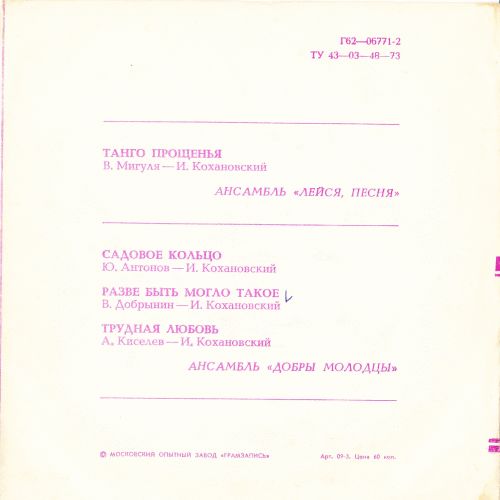 Г62—06771-2
ТУ 43—03—48—73
ТАНГО ПРОЩЕНЬЯ
В. Мигуля — И. Кохановский
АНСАМБЛЬ «ЛЕЙСЯ, ПЕСНЯ»
САДОВОЕ КОЛЬЦО
Ю. Антонов — И. Кохановский
РАЗВЕ БЫТЬ МОГЛО ТАКОЕ
В. Добрынин — И. Кохановский
ТРУДНАЯ ЛЮБОВЬ
А. Киселев — И. Кохановский
АНСАМБЛЬ «ДОБРЫ МОЛОДЦЫ»
© МОСКОВСКИЙ ОПЫТНЫЙ ЗАВОД «ГРАМЗАПИСЬ» Арт. 09-3. Цена 60 коп.